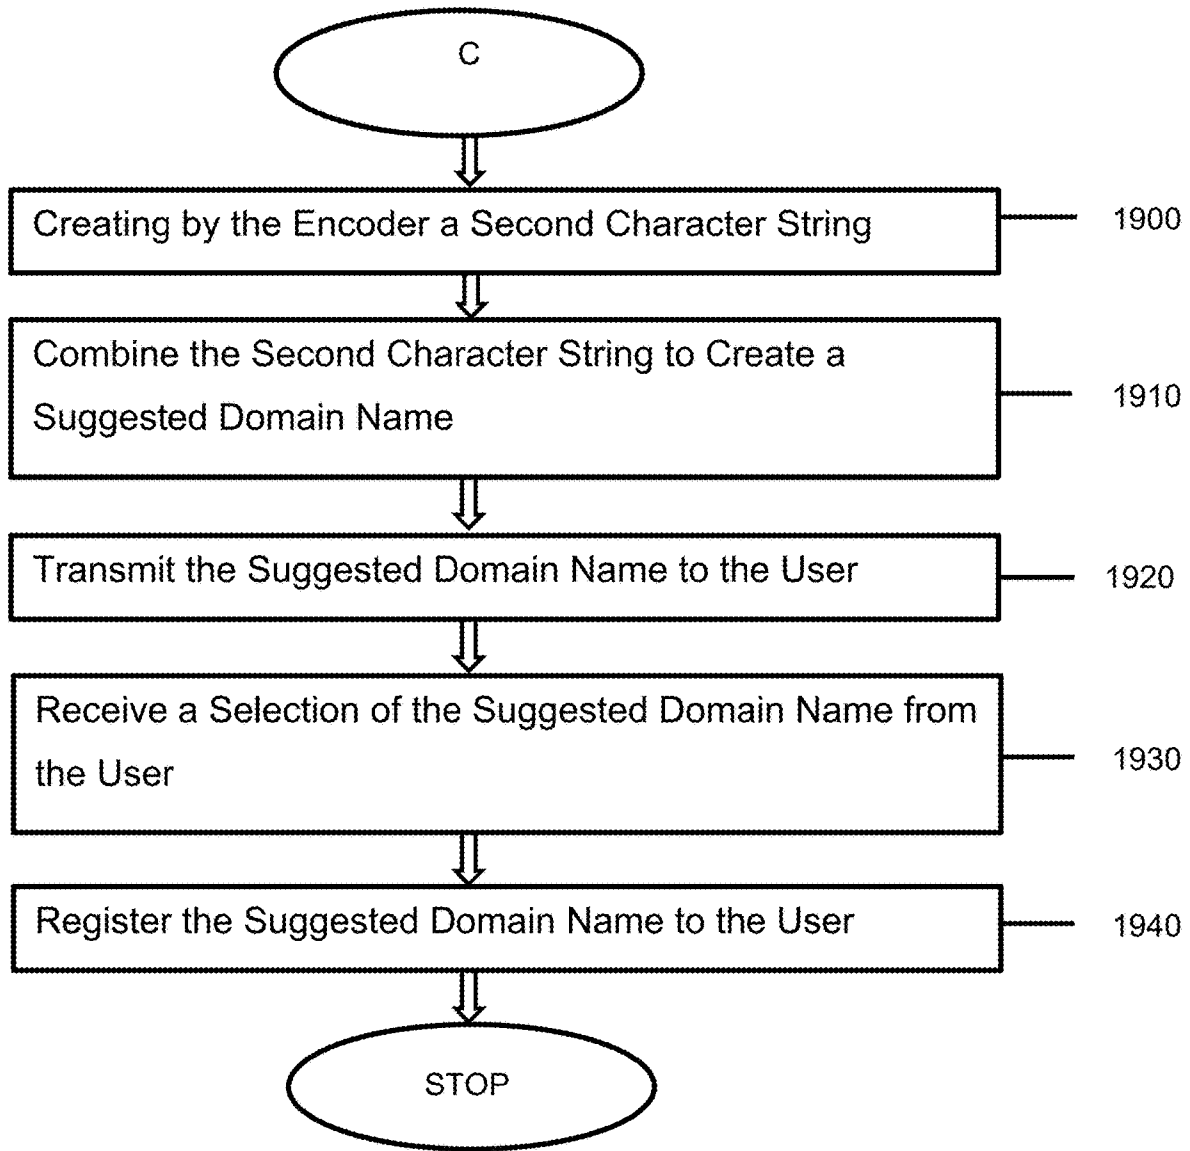 C
Creating by the Encoder a Second Character String
1900
Combine the Second Character String to Create a
Suggested Domain Name
1910
Transmit the Suggested Domain Name to the User
1920
Receive a Selection of the Suggested Domain Name from
the User
1930
Register the Suggested Domain Name to the User
1940
STOP